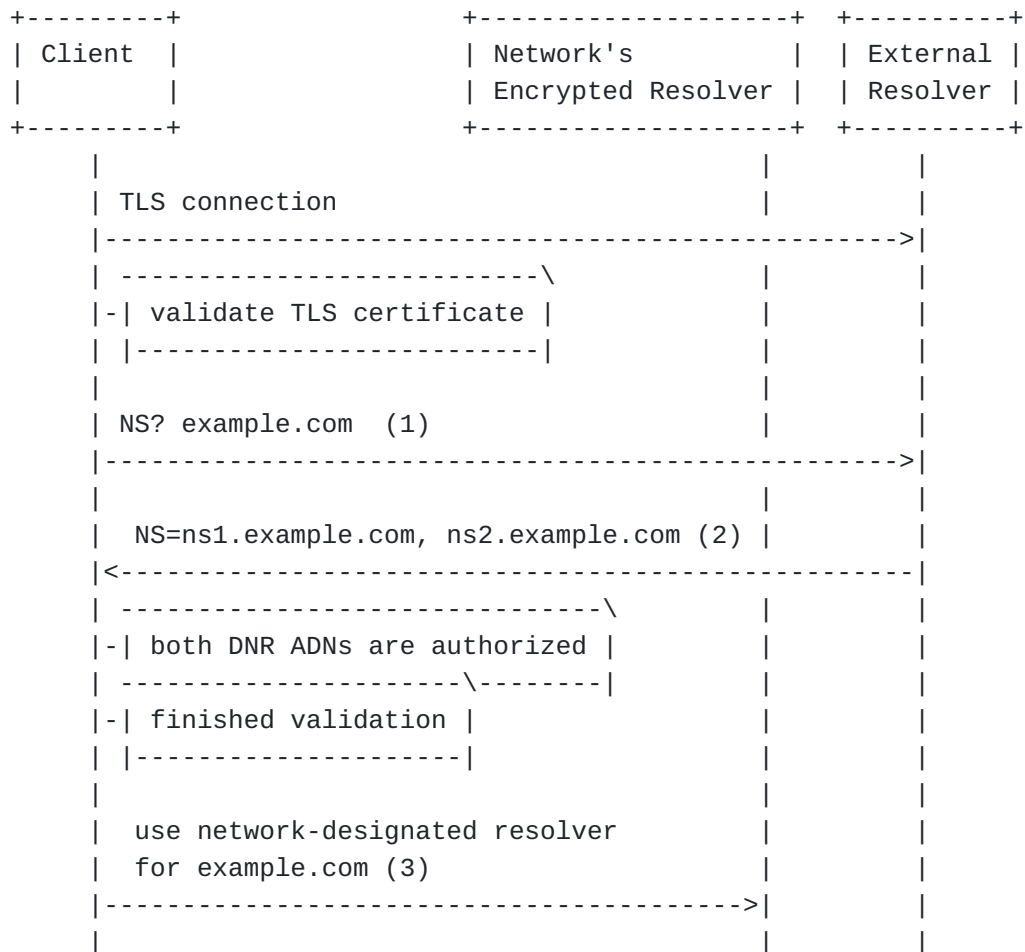 +---------+                  +--------------------+  +----------+
| Client  |                  | Network's          |  | External |
|         |                  | Encrypted Resolver |  | Resolver |
+---------+                  +--------------------+  +----------+
     |                                          |         |
     | TLS connection                           |         |
     |--------------------------------------------------->|
     | ---------------------------\             |         |
     |-| validate TLS certificate |             |         |
     | |--------------------------|             |         |
     |                                          |         |
     | NS? example.com  (1)                     |         |
     |--------------------------------------------------->|
     |                                          |         |
     |  NS=ns1.example.com, ns2.example.com (2) |         |
     |<---------------------------------------------------|
     | -------------------------------\         |         |
     |-| both DNR ADNs are authorized |         |         |
     | ----------------------\--------|         |         |
     |-| finished validation |                  |         |
     | |---------------------|                  |         |
     |                                          |         |
     |  use network-designated resolver         |         |
     |  for example.com (3)                     |         |
     |----------------------------------------->|         |
     |                                          |         |